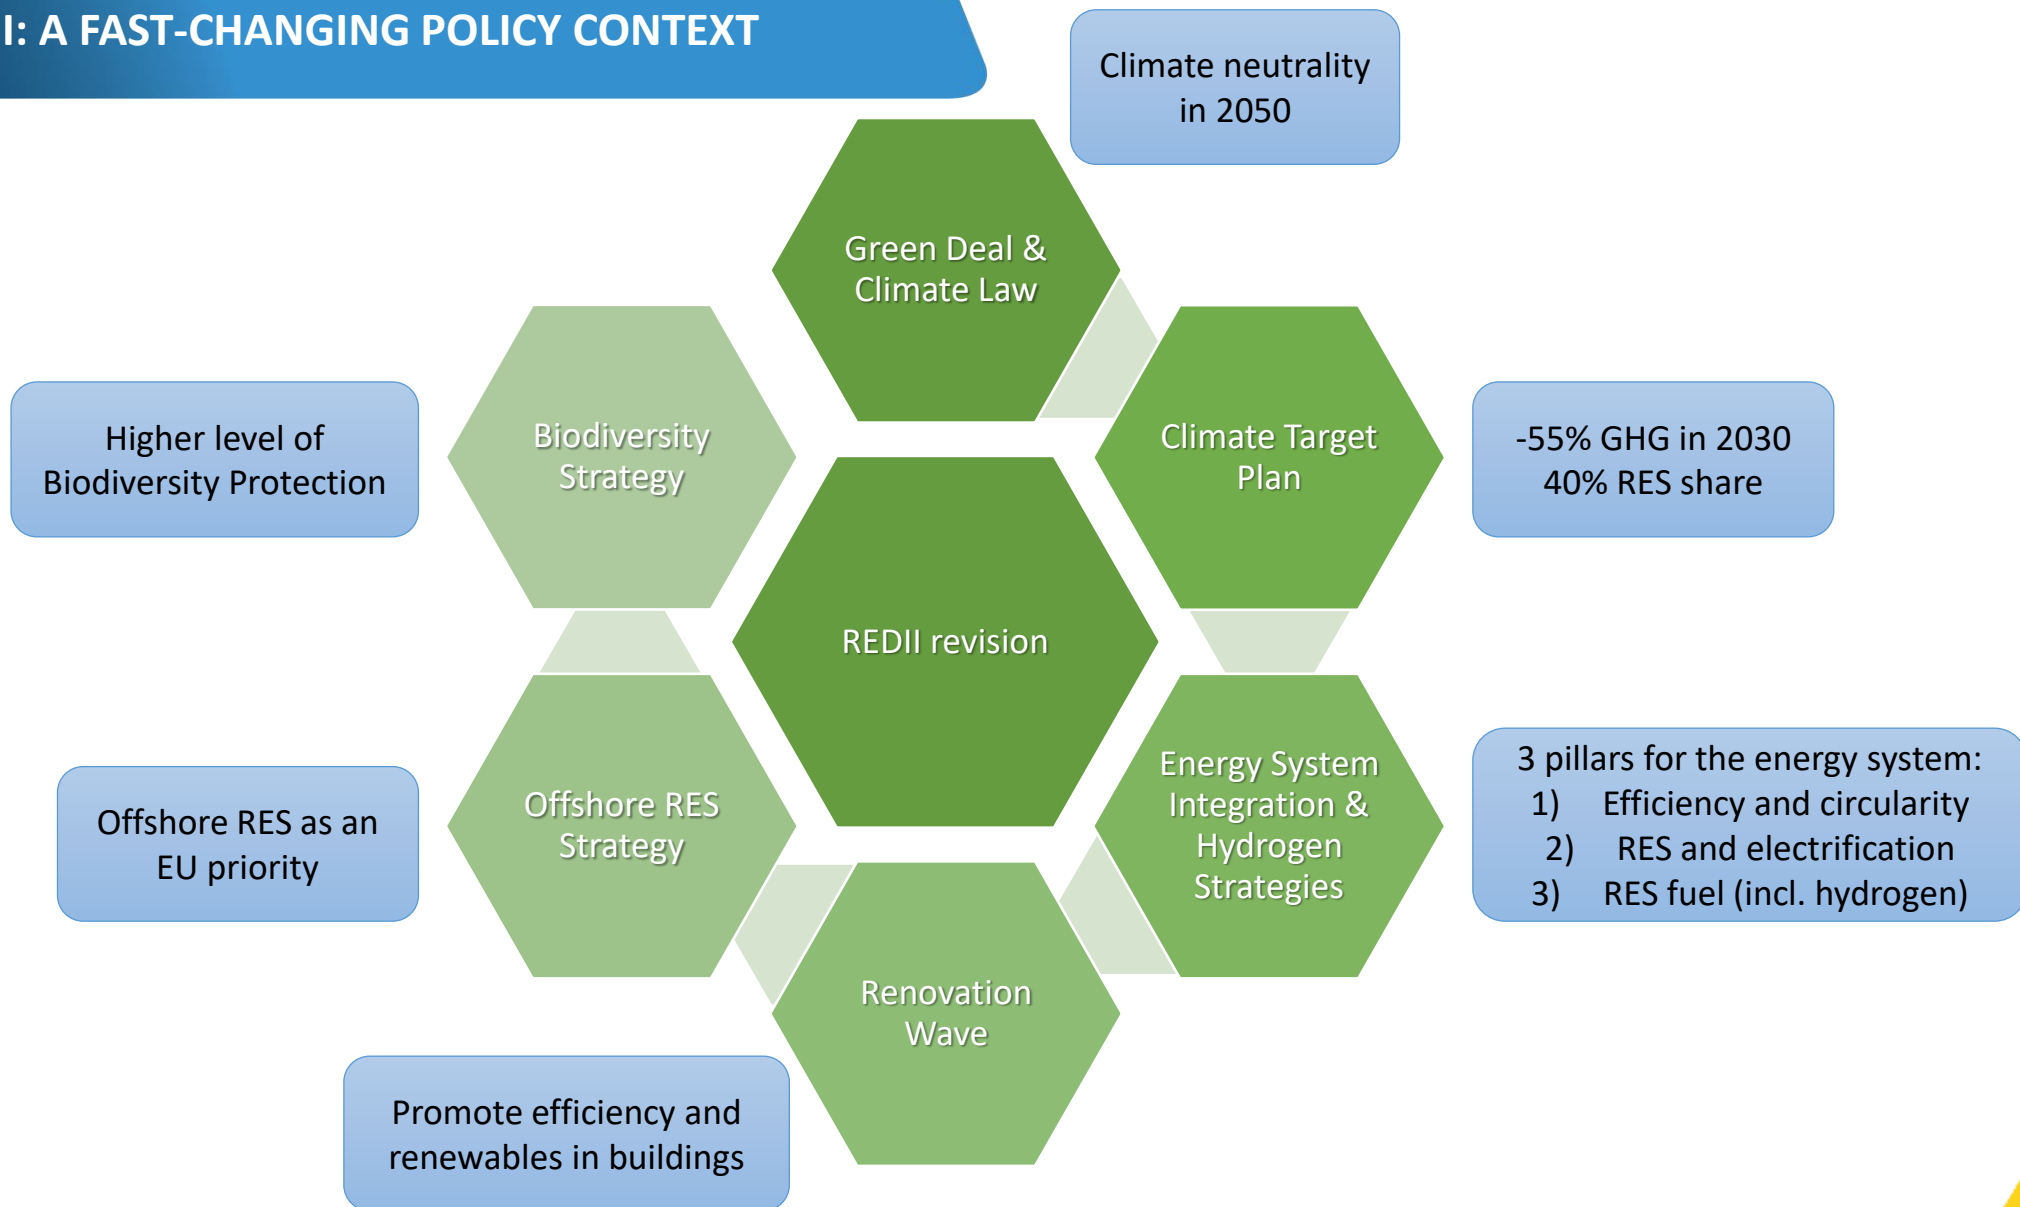 I: A FAST-CHANGING POLICY CONTEXT
Climate neutrality
in 2050
Green Deal &
Climate Law
Biodiversity
Strategy
Higher level of
Biodiversity Protection
Climate Target
Plan
-55% GHG in 2030
40% RES share
REDII revision
Offshore RES
Strategy
Offshore RES as an
EU priority
Energy System
Integration &
Hydrogen
Strategies
3 pillars for the energy system:
1) Efficiency and circularity
2) RES and electrification
3) RES fuel (incl. hydrogen)
Renovation
Wave
Promote efficiency and
renewables in buildings